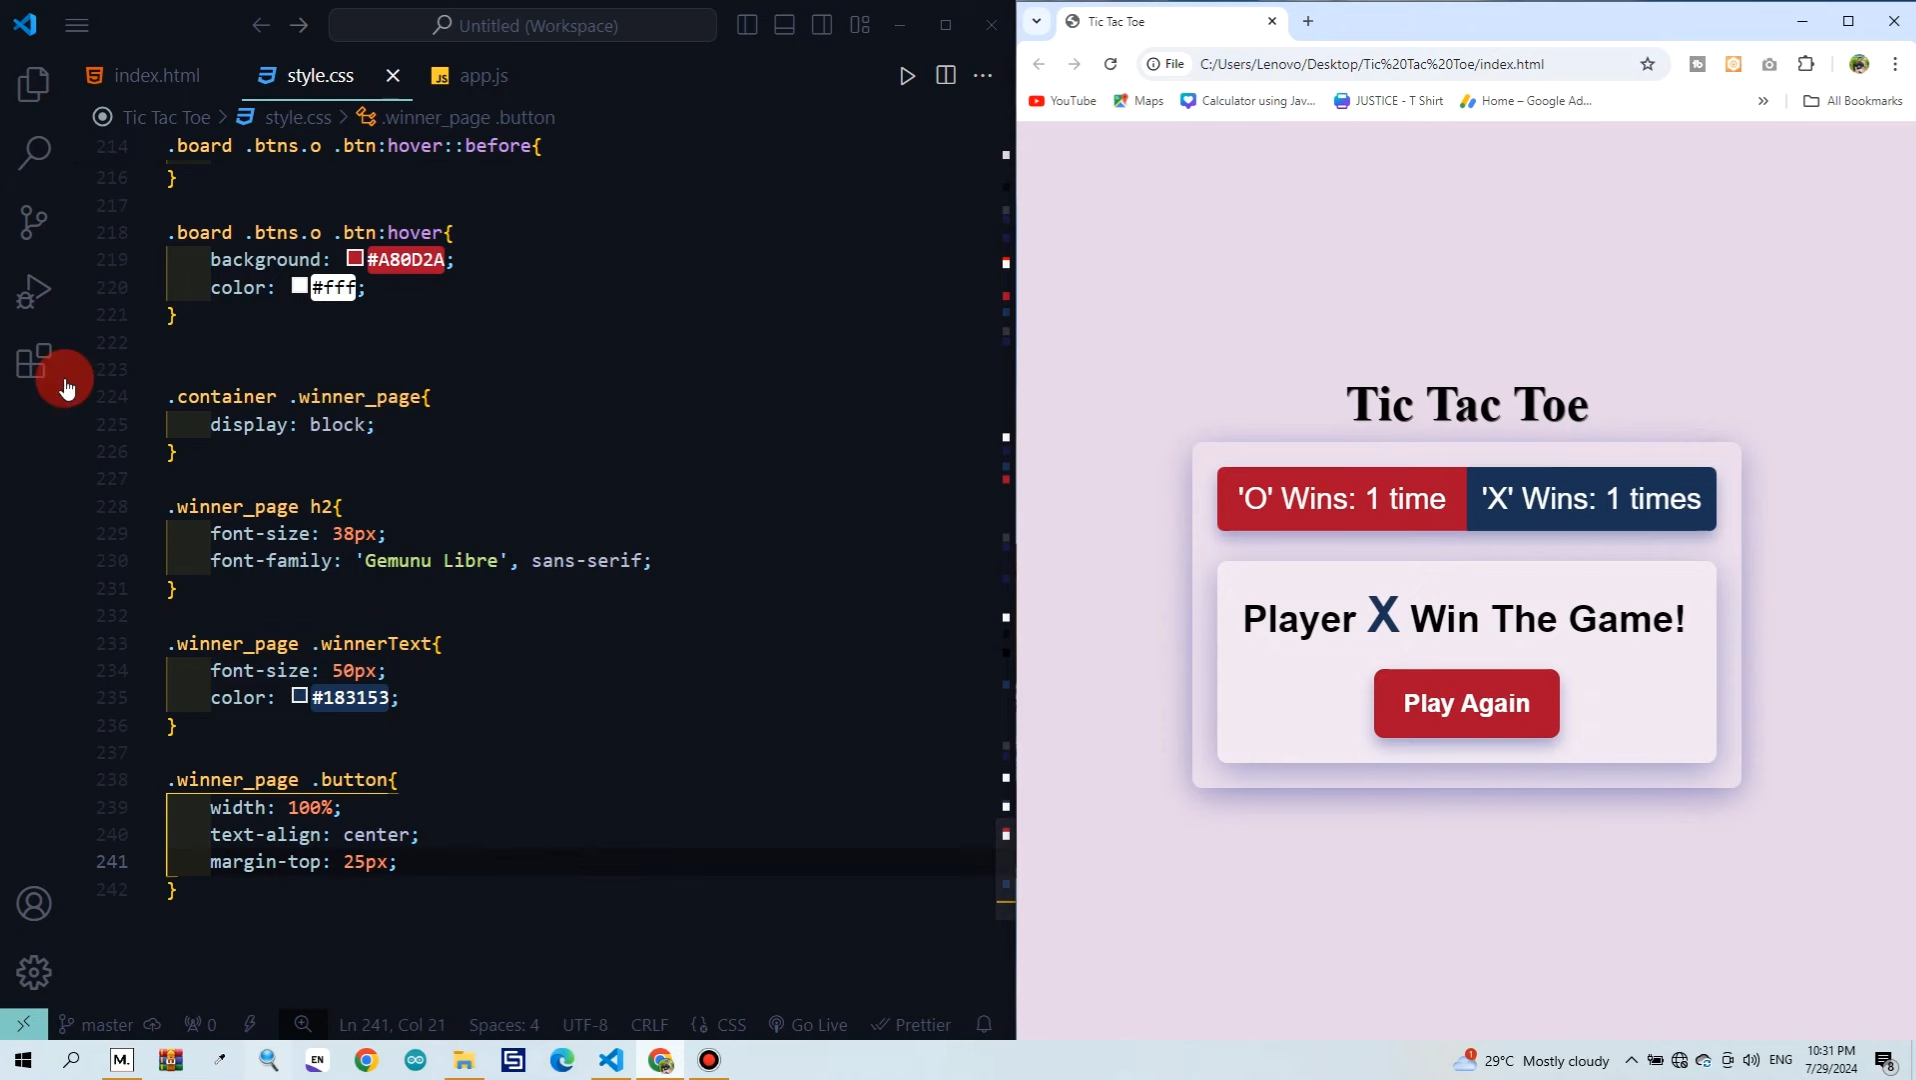 Untitled (Workspace)
index.html
style.css
JS app.js
Tic Tac Toe > style.css > .winner_page .button
214 .board .btns.o .btn:hover::before{
216 }
217
218 .board .btns.o .btn:hover{
219 background: #A80D2A;
220 color: #fff;
221 }
222
223
224 .container .winner_page{
225 display: block;
226 }
227
228 .winner_page h2{
229 font-size: 38px;
230 font-family: 'Gemunu Libre', sans-serif;
231 }
232
233 .winner_page .winnerText{
234 font-size: 50px;
235 color: #183153;
236 }
237
238 .winner_page .button{
239 width: 100%;
240 text-align: center;
241 margin-top: 25px;
242 }
master 0 Ln 241, Col 21 Spaces: 4 UTF-8 CRLF {} CSS Go Live Prettier
Tic Tac Toe
File C:/Users/Lenovo/Desktop/Tic%20Tac%20Toe/index.html
YouTube Maps Calculator using Jav... JUSTICE - T Shirt Home – Google Ad... » All Bookmarks
Tic Tac Toe
'O' Wins: 1 time 'X' Wins: 1 times
Player X Win The Game!
Play Again
M. EN
1 29°C Mostly cloudy ENG 10:31 PM
7/29/2024 8